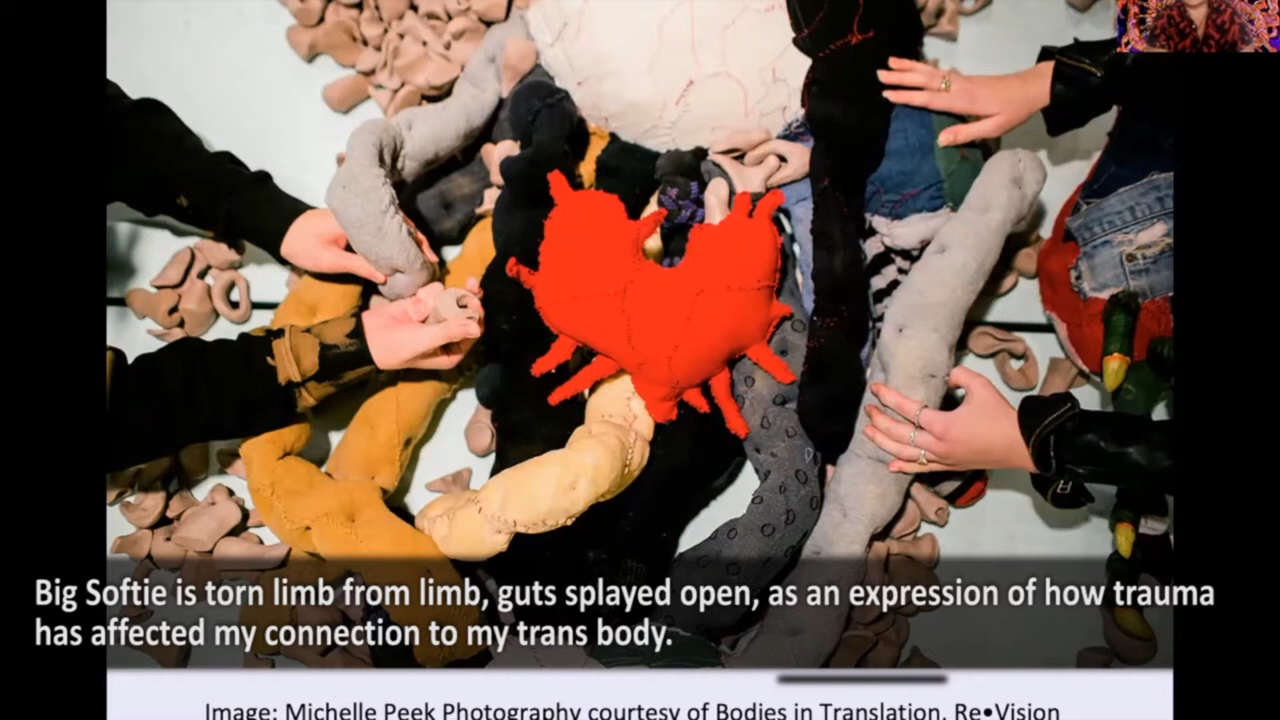 Big Softie is torn limb from limb, guts splayed open, as an expression of how trauma
has affected my connection to my trans body.
Image: Michelle Peek Photography courtesy of Bodies in Translation, Re•Vision